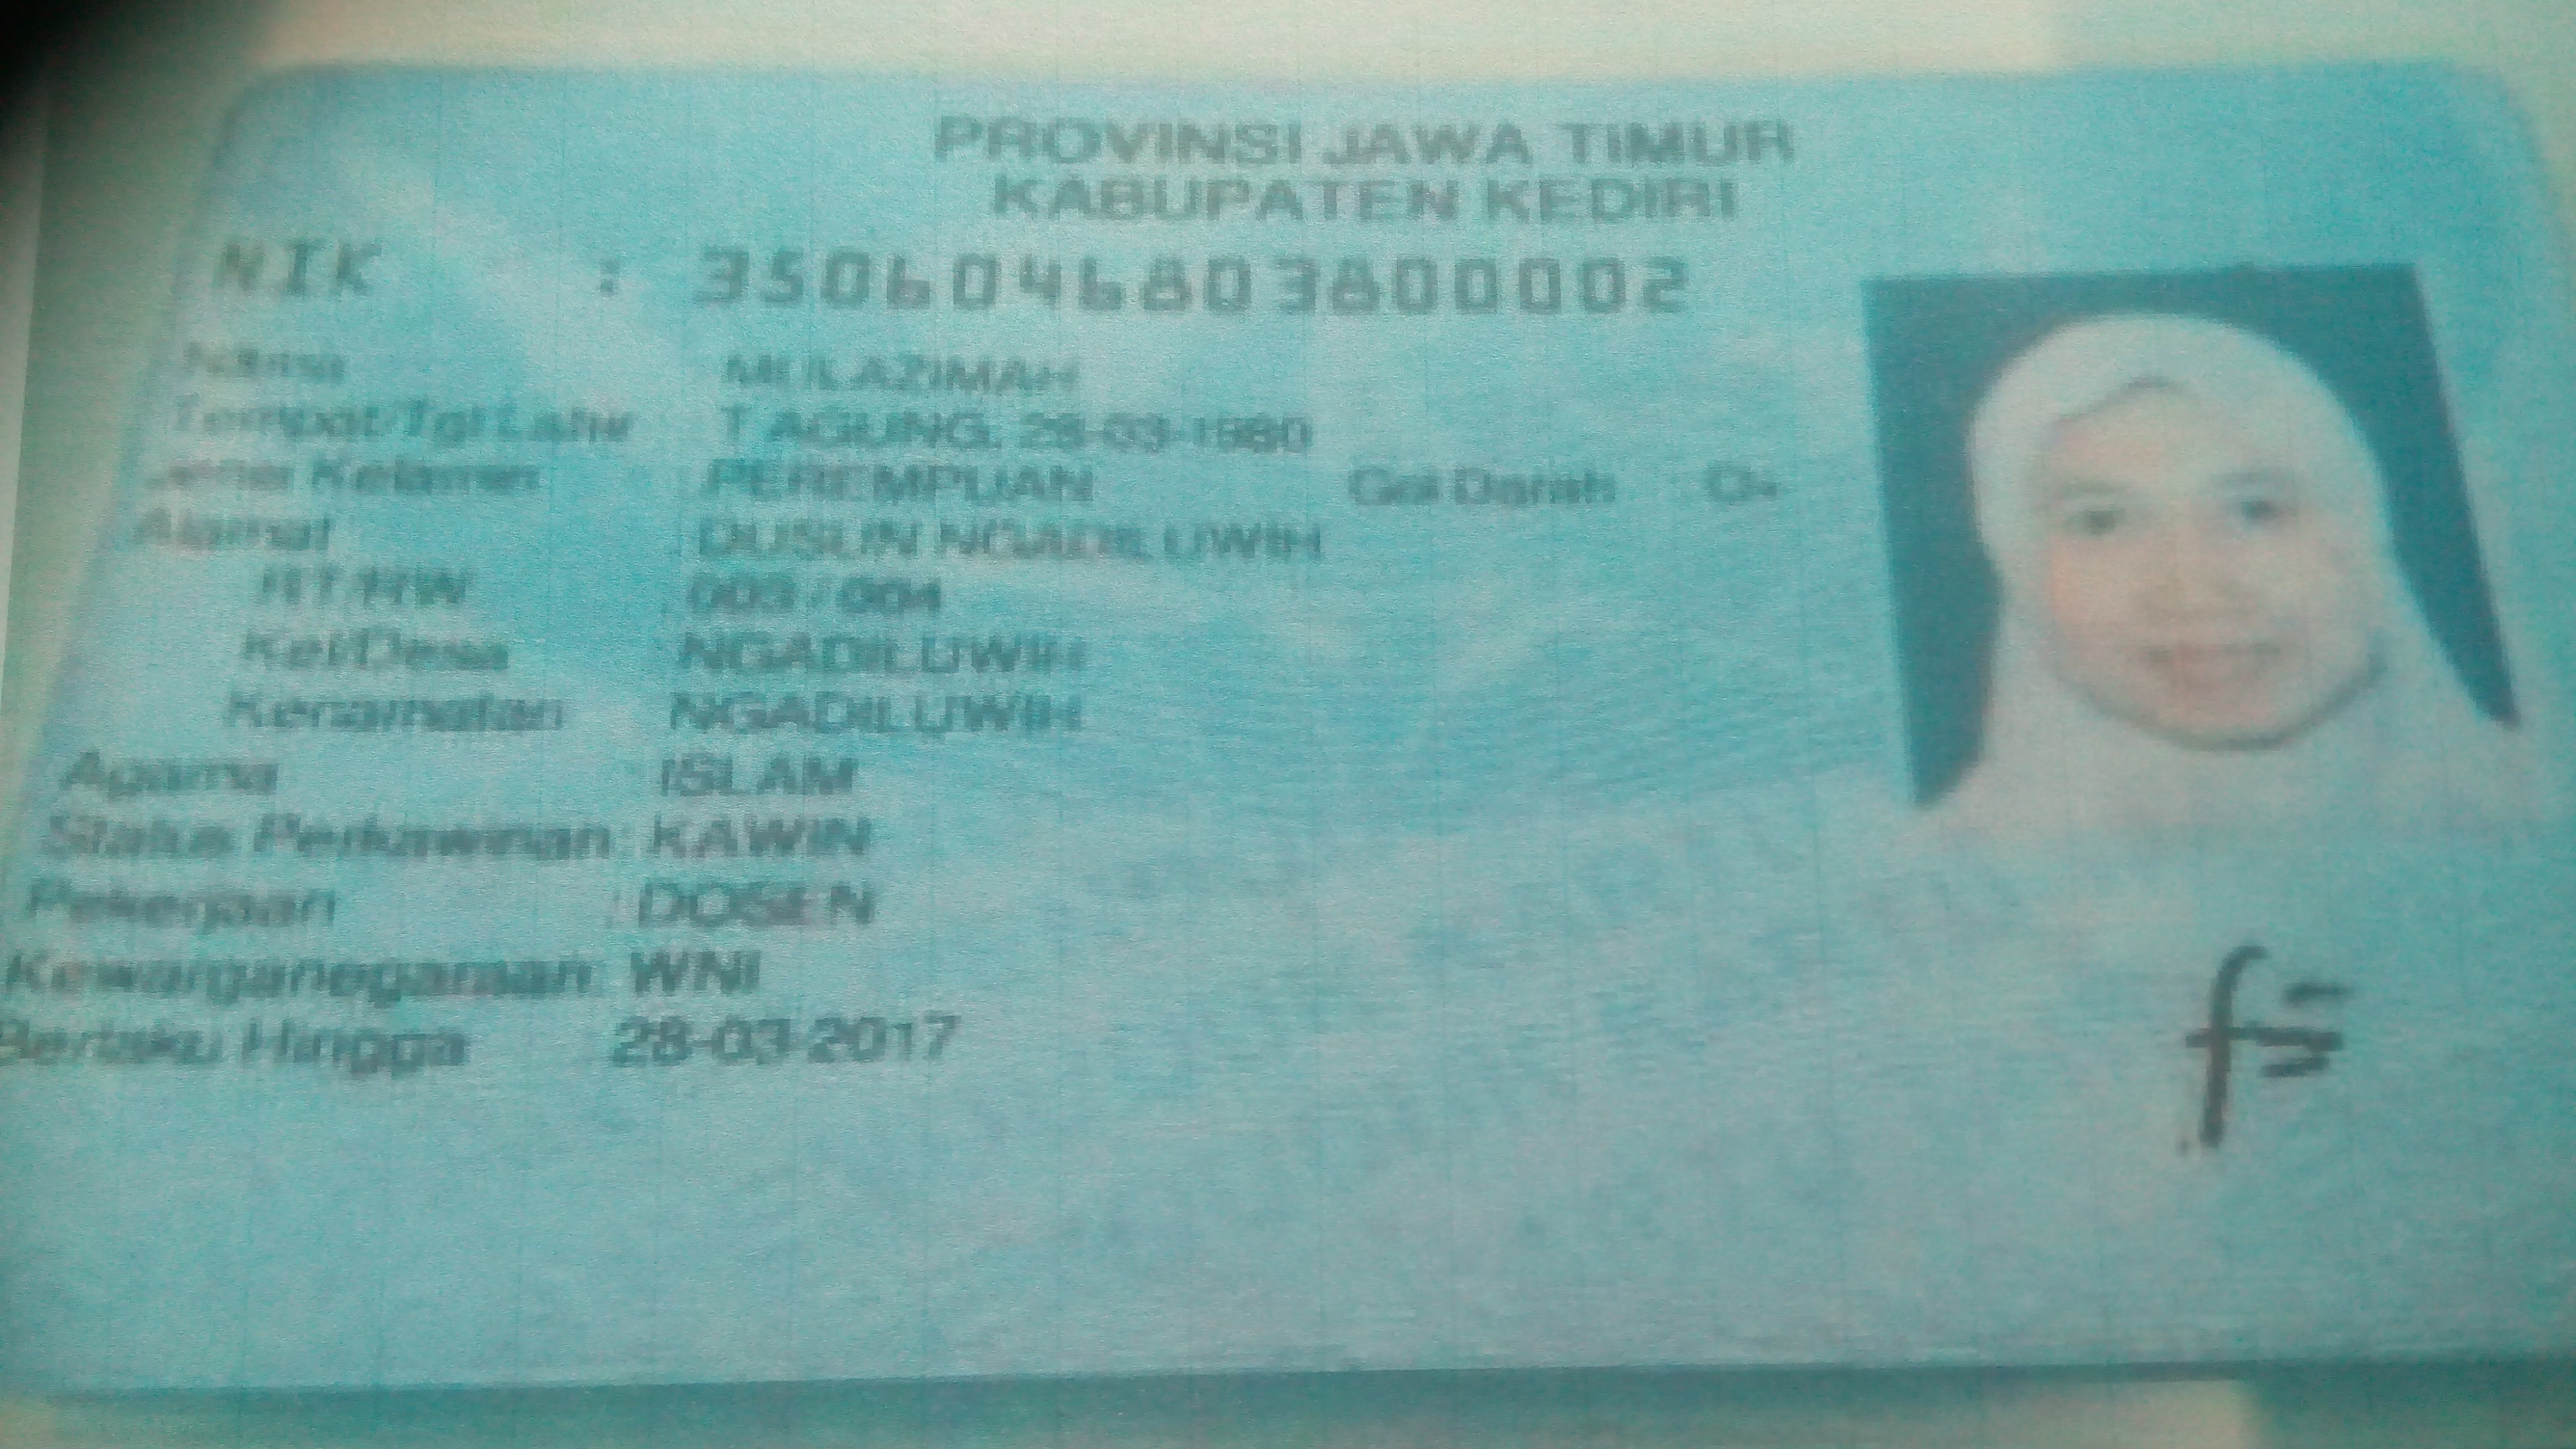 PROVINSI JAWA TIMUR
KABUPATEN KEDIRI
NIK : 3506046803800002
Nama MULAZIMAH
Tempat/Tgl Lahir T AGUNG, 28-03-1980
Jenis Kelamin PEREMPUAN Gol Darah O+
Alamat : DUSUN NGADILUWIH
RT/RW 003 / 004
Kel/Desa NGADILUWIH
Kecamatan NGADILUWIH
Agama ISLAM
Status Perkawinan : KAWIN
Pekerjaan : DOSEN
Kewarganegaraan : WNI
Berlaku Hingga 28-03-2017